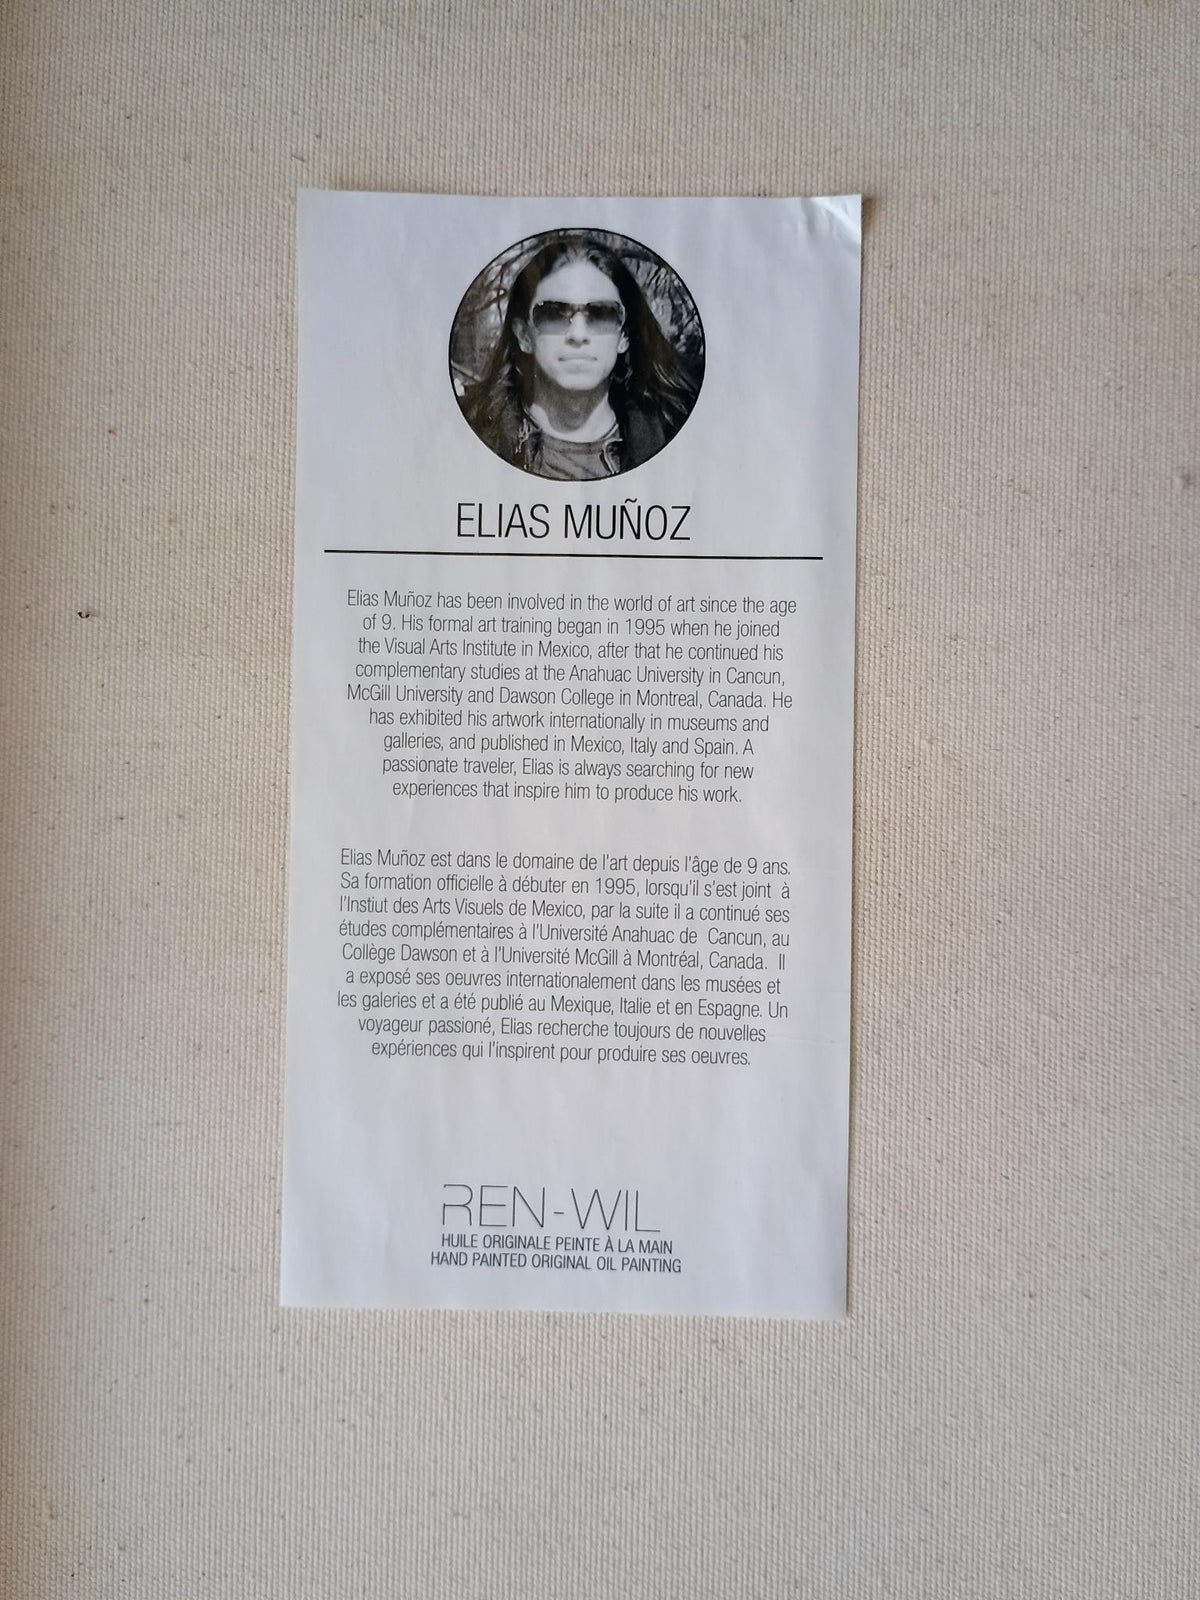 ELIAS MUÑOZ
Elias Muñoz has been involved in the world of art since the age
of 9. His formal art training began in 1995 when he joined
the Visual Arts Institute in Mexico, after that he continued his
complementary studies at the Anahuac University in Cancun,
McGill University and Dawson College in Montreal, Canada. He
has exhibited his artwork internationally in museums and
galleries, and published in Mexico, Italy and Spain. A
passionate traveler, Elias is always searching for new
experiences that inspire him to produce his work.
Elias Muñoz est dans le domaine de l'art depuis l'âge de 9 ans.
Sa formation officielle à débuter en 1995, lorsqu'il s'est joint à
l'Instiut des Arts Visuels de Mexico, par la suite il a continué ses
études complémentaires à l'Université Anahuac de Cancun, au
Collège Dawson et à l'Université McGill à Montréal, Canada. Il
a exposé ses oeuvres internationalement dans les musées et
les galeries et a été publié au Mexique, Italie et en Espagne. Un
voyageur passioné, Elias recherche toujours de nouvelles
expériences qui l'inspirent pour produire ses oeuvres.
REN-WIL
HUILE ORIGINALE PEINTE À LA MAIN
HAND PAINTED ORIGINAL OIL PAINTING